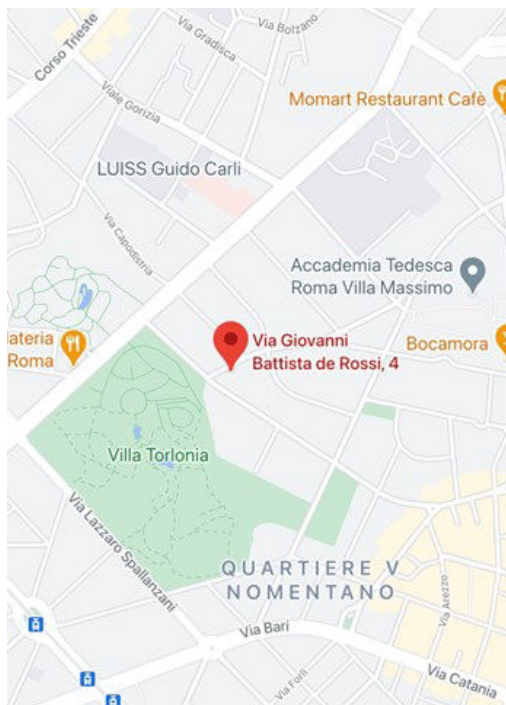 Via Bolzano
Via Gradisca
Corso Trieste
Viale Gorizia
Momart Restaurant Cafè
LUISS Guido Carli
Via Capodistria
Accademia Tedesca
Roma Villa Massimo
Via Giovanni
Battista de Rossi, 4
Bocamora
ateria
Roma
Villa Torlonia
Via Lazzaro Spallanzani
QUARTIERE V
NOMENTANO
Via Arezzo
Via Bari
Via Forlì
Via Catania